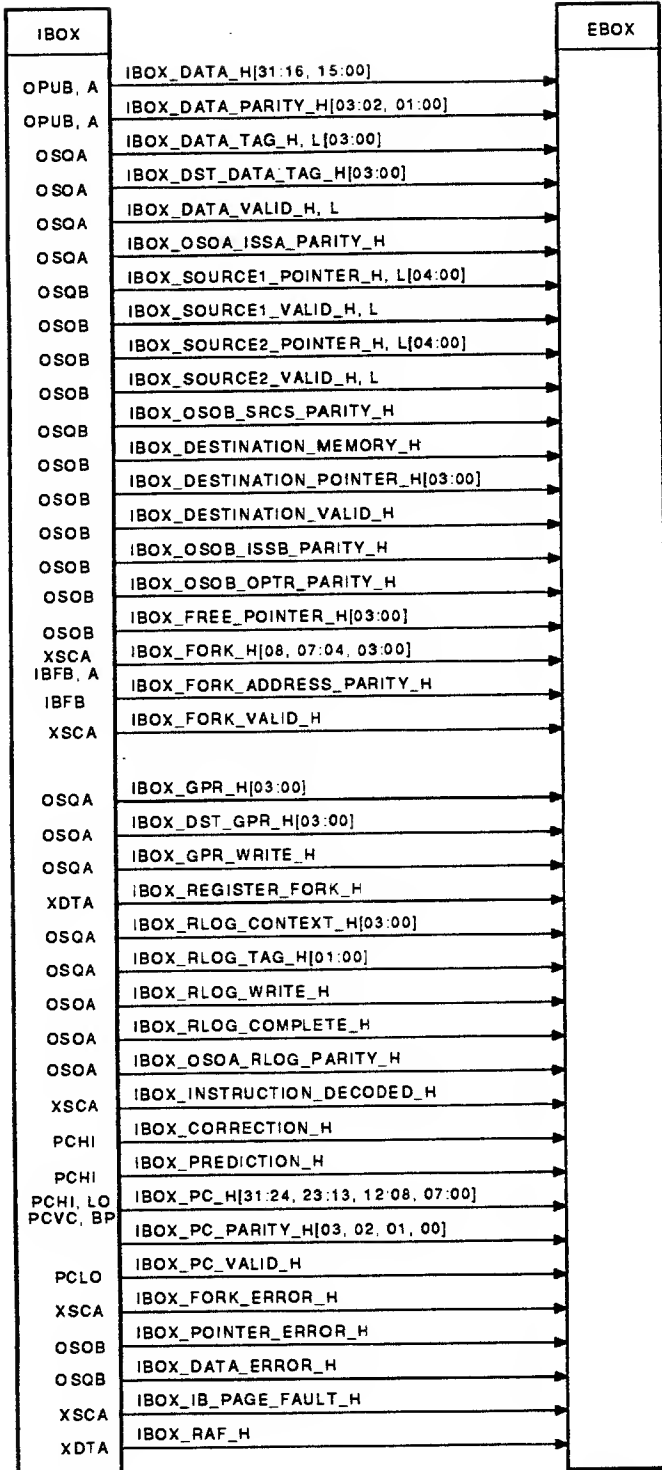 IBOX EBOX
OPUB, A IBOX_DATA_H[31:16, 15:00]
OPUB, A IBOX_DATA_PARITY_H[03:02, 01:00]
OSQA IBOX_DATA_TAG_H, L[03:00]
OSOA IBOX_DST_DATA_TAG_H[03:00]
OSQA IBOX_DATA_VALID_H, L
OSQA IBOX_OSOA_ISSA_PARITY_H
OSQB IBOX_SOURCE1_POINTER_H, L[04:00]
OSOB IBOX_SOURCE1_VALID_H, L
OSOB IBOX_SOURCE2_POINTER_H, L[04:00]
OSOB IBOX_SOURCE2_VALID_H, L
OSQB IBOX_OSOB_SRCS_PARITY_H
OSOB IBOX_DESTINATION_MEMORY_H
OSOB IBOX_DESTINATION_POINTER_H[03:00]
OSOB IBOX_DESTINATION_VALID_H
OSOB IBOX_OSOB_ISSB_PARITY_H
OSOB IBOX_OSOB_OPTR_PARITY_H
OSOB IBOX_FREE_POINTER_H[03:00]
XSCA IBOX_FORK_H[08, 07:04, 03:00]
IBFB, A
IBFB IBOX_FORK_ADDRESS_PARITY_H
XSCA IBOX_FORK_VALID_H
OSQA IBOX_GPR_H[03:00]
OSOA IBOX_DST_GPR_H[03:00]
OSQA IBOX_GPR_WRITE_H
XDTA IBOX_REGISTER_FORK_H
OSQA IBOX_RLOG_CONTEXT_H[03:00]
OSQA IBOX_RLOG_TAG_H[01:00]
OSOA IBOX_RLOG_WRITE_H
OSOA IBOX_RLOG_COMPLETE_H
OSOA IBOX_OSOA_RLOG_PARITY_H
XSCA IBOX_INSTRUCTION_DECODED_H
PCHI IBOX_CORRECTION_H
PCHI IBOX_PREDICTION_H
PCHI, LO IBOX_PC_H[31:24, 23:13, 12:08, 07:00]
PCVC, BP IBOX_PC_PARITY_H[03, 02, 01, 00]
PCLO IBOX_PC_VALID_H
XSCA IBOX_FORK_ERROR_H
OSOB IBOX_POINTER_ERROR_H
OSQB IBOX_DATA_ERROR_H
XSCA IBOX_IB_PAGE_FAULT_H
XDTA IBOX_RAF_H